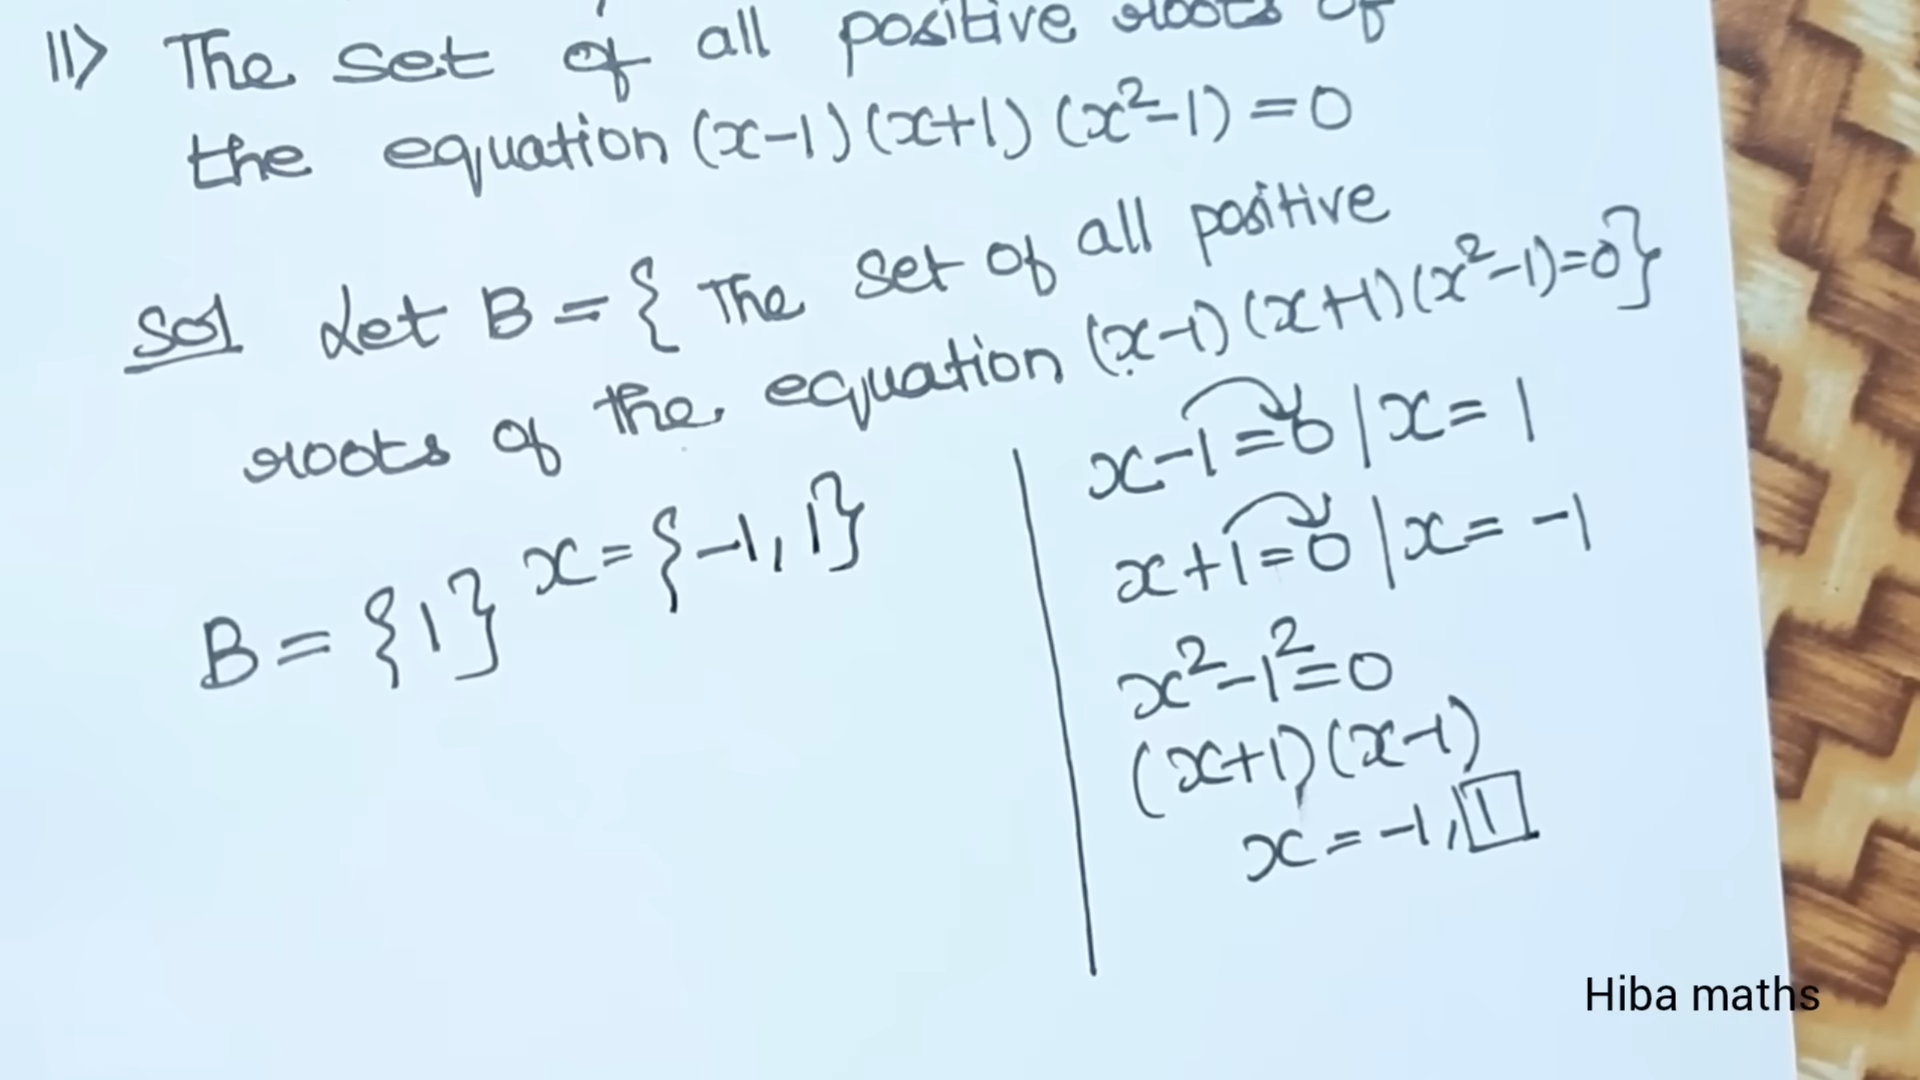 11) The set of all positive roots of
the equation (x-1)(x+1)(x²-1)=0
Sol Let B={ The set of all positive
roots of the equation (x-1)(x+1)(x²-1)=0}
x={-1,1}
B={1}
x-1=0 | x=1
x+1=0 | x=-1
x²-1²=0
(x+1)(x-1)
x=-1,1
Hiba maths